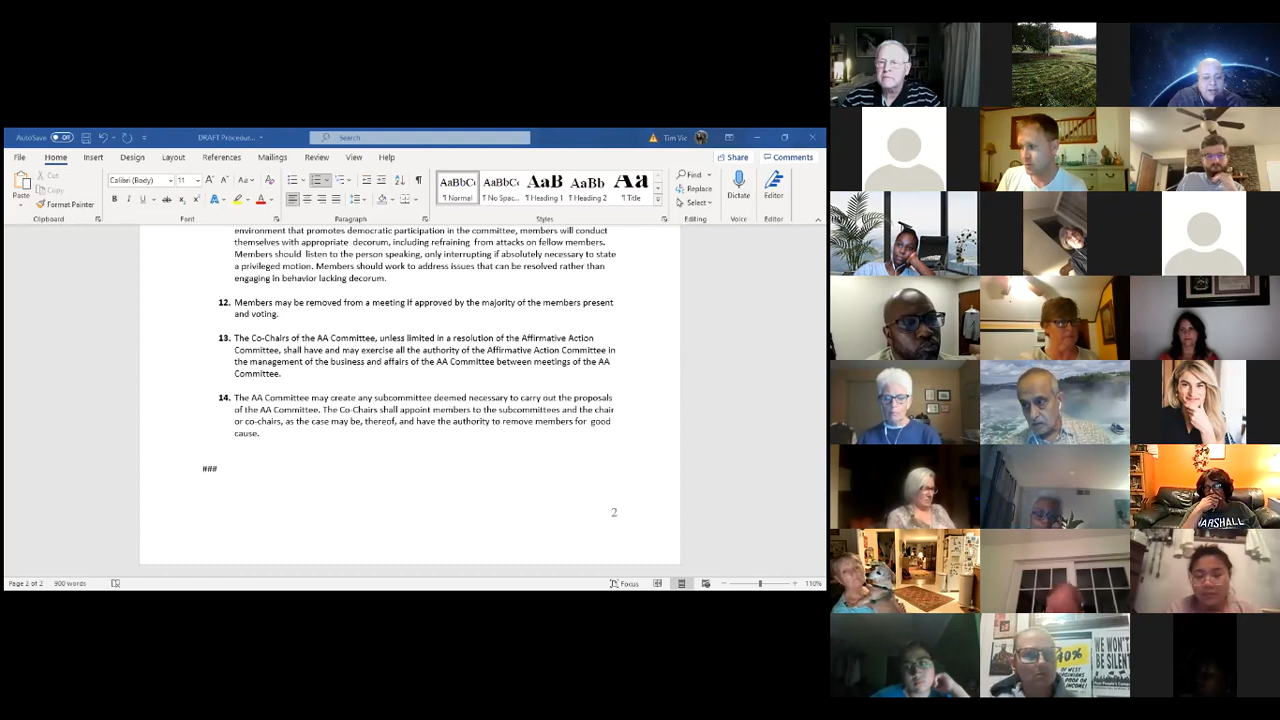 AutoSave
Off
DRAFT Procedur...
Search
Tim Vic
File Home Insert Design Layout References Mailings Review View Help
Share
Comments
Paste
Cut
Copy
Format Painter
Calibri (Body)
11
AaBbCc
AaBbCc
AaB
AaBb
AaB
¶ Normal
¶ No Spac...
¶ Heading 1
¶ Heading 2
¶ Title
Find
Replace
Select
Dictate
Editor
Clipboard
Font
Paragraph
Styles
Editing
Voice
Editor
environment that promotes democratic participation in the committee, members will conduct
themselves with appropriate decorum, including refraining from attacks on fellow members.
Members should listen to the person speaking, only interrupting if absolutely necessary to state
a privileged motion. Members should work to address issues that can be resolved rather than
engaging in behavior lacking decorum.
12. Members may be removed from a meeting if approved by the majority of the members present
and voting.
13. The Co-Chairs of the AA Committee, unless limited in a resolution of the Affirmative Action
Committee, shall have and may exercise all the authority of the Affirmative Action Committee in
the management of the business and affairs of the AA Committee between meetings of the AA
Committee.
14. The AA Committee may create any subcommittee deemed necessary to carry out the proposals
of the AA Committee. The Co-Chairs shall appoint members to the subcommittees and the chair
or co-chairs, as the case may be, thereof, and have the authority to remove members for good
cause.
###
2
Page 2 of 2
900 words
Focus
110%
MARSHALL
40%
OF WEST
POOR OR
INCOME!
WE WON'T
BE SILENT